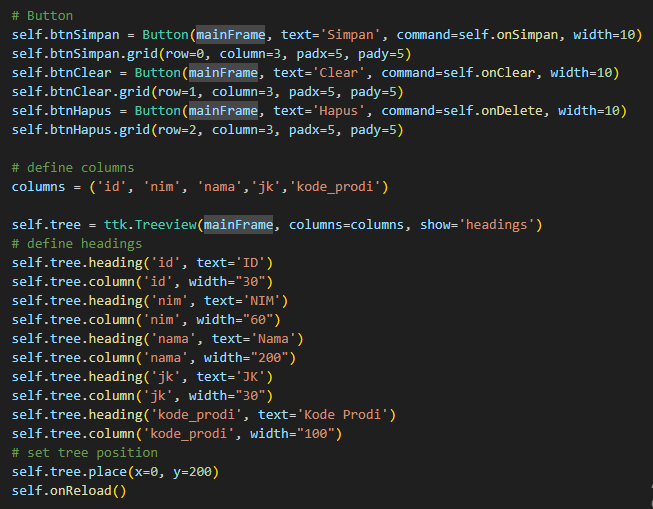 # Button
self.btnSimpan = Button(mainFrame, text='Simpan', command=self.onSimpan, width=10)
self.btnSimpan.grid(row=0, column=3, padx=5, pady=5)
self.btnClear = Button(mainFrame, text='Clear', command=self.onClear, width=10)
self.btnClear.grid(row=1, column=3, padx=5, pady=5)
self.btnHapus = Button(mainFrame, text='Hapus', command=self.onDelete, width=10)
self.btnHapus.grid(row=2, column=3, padx=5, pady=5)

# define columns
columns = ('id', 'nim', 'nama','jk','kode_prodi')

self.tree = ttk.Treeview(mainFrame, columns=columns, show='headings')
# define headings
self.tree.heading('id', text='ID')
self.tree.column('id', width="30")
self.tree.heading('nim', text='NIM')
self.tree.column('nim', width="60")
self.tree.heading('nama', text='Nama')
self.tree.column('nama', width="200")
self.tree.heading('jk', text='JK')
self.tree.column('jk', width="30")
self.tree.heading('kode_prodi', text='Kode Prodi')
self.tree.column('kode_prodi', width="100")
# set tree position
self.tree.place(x=0, y=200)
self.onReload()